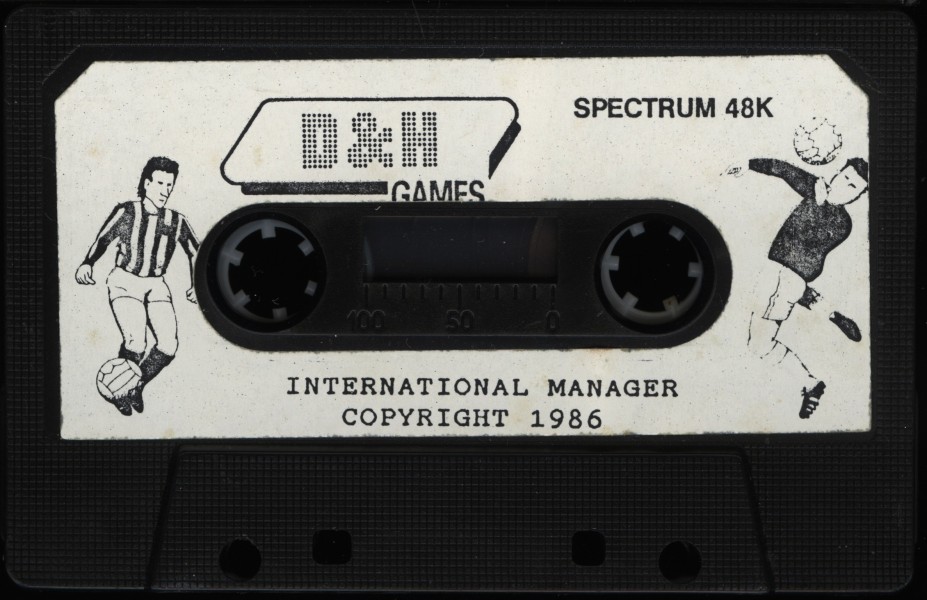 D&H
GAMES
SPECTRUM 48K
100 50 0
INTERNATIONAL MANAGER
COPYRIGHT 1986